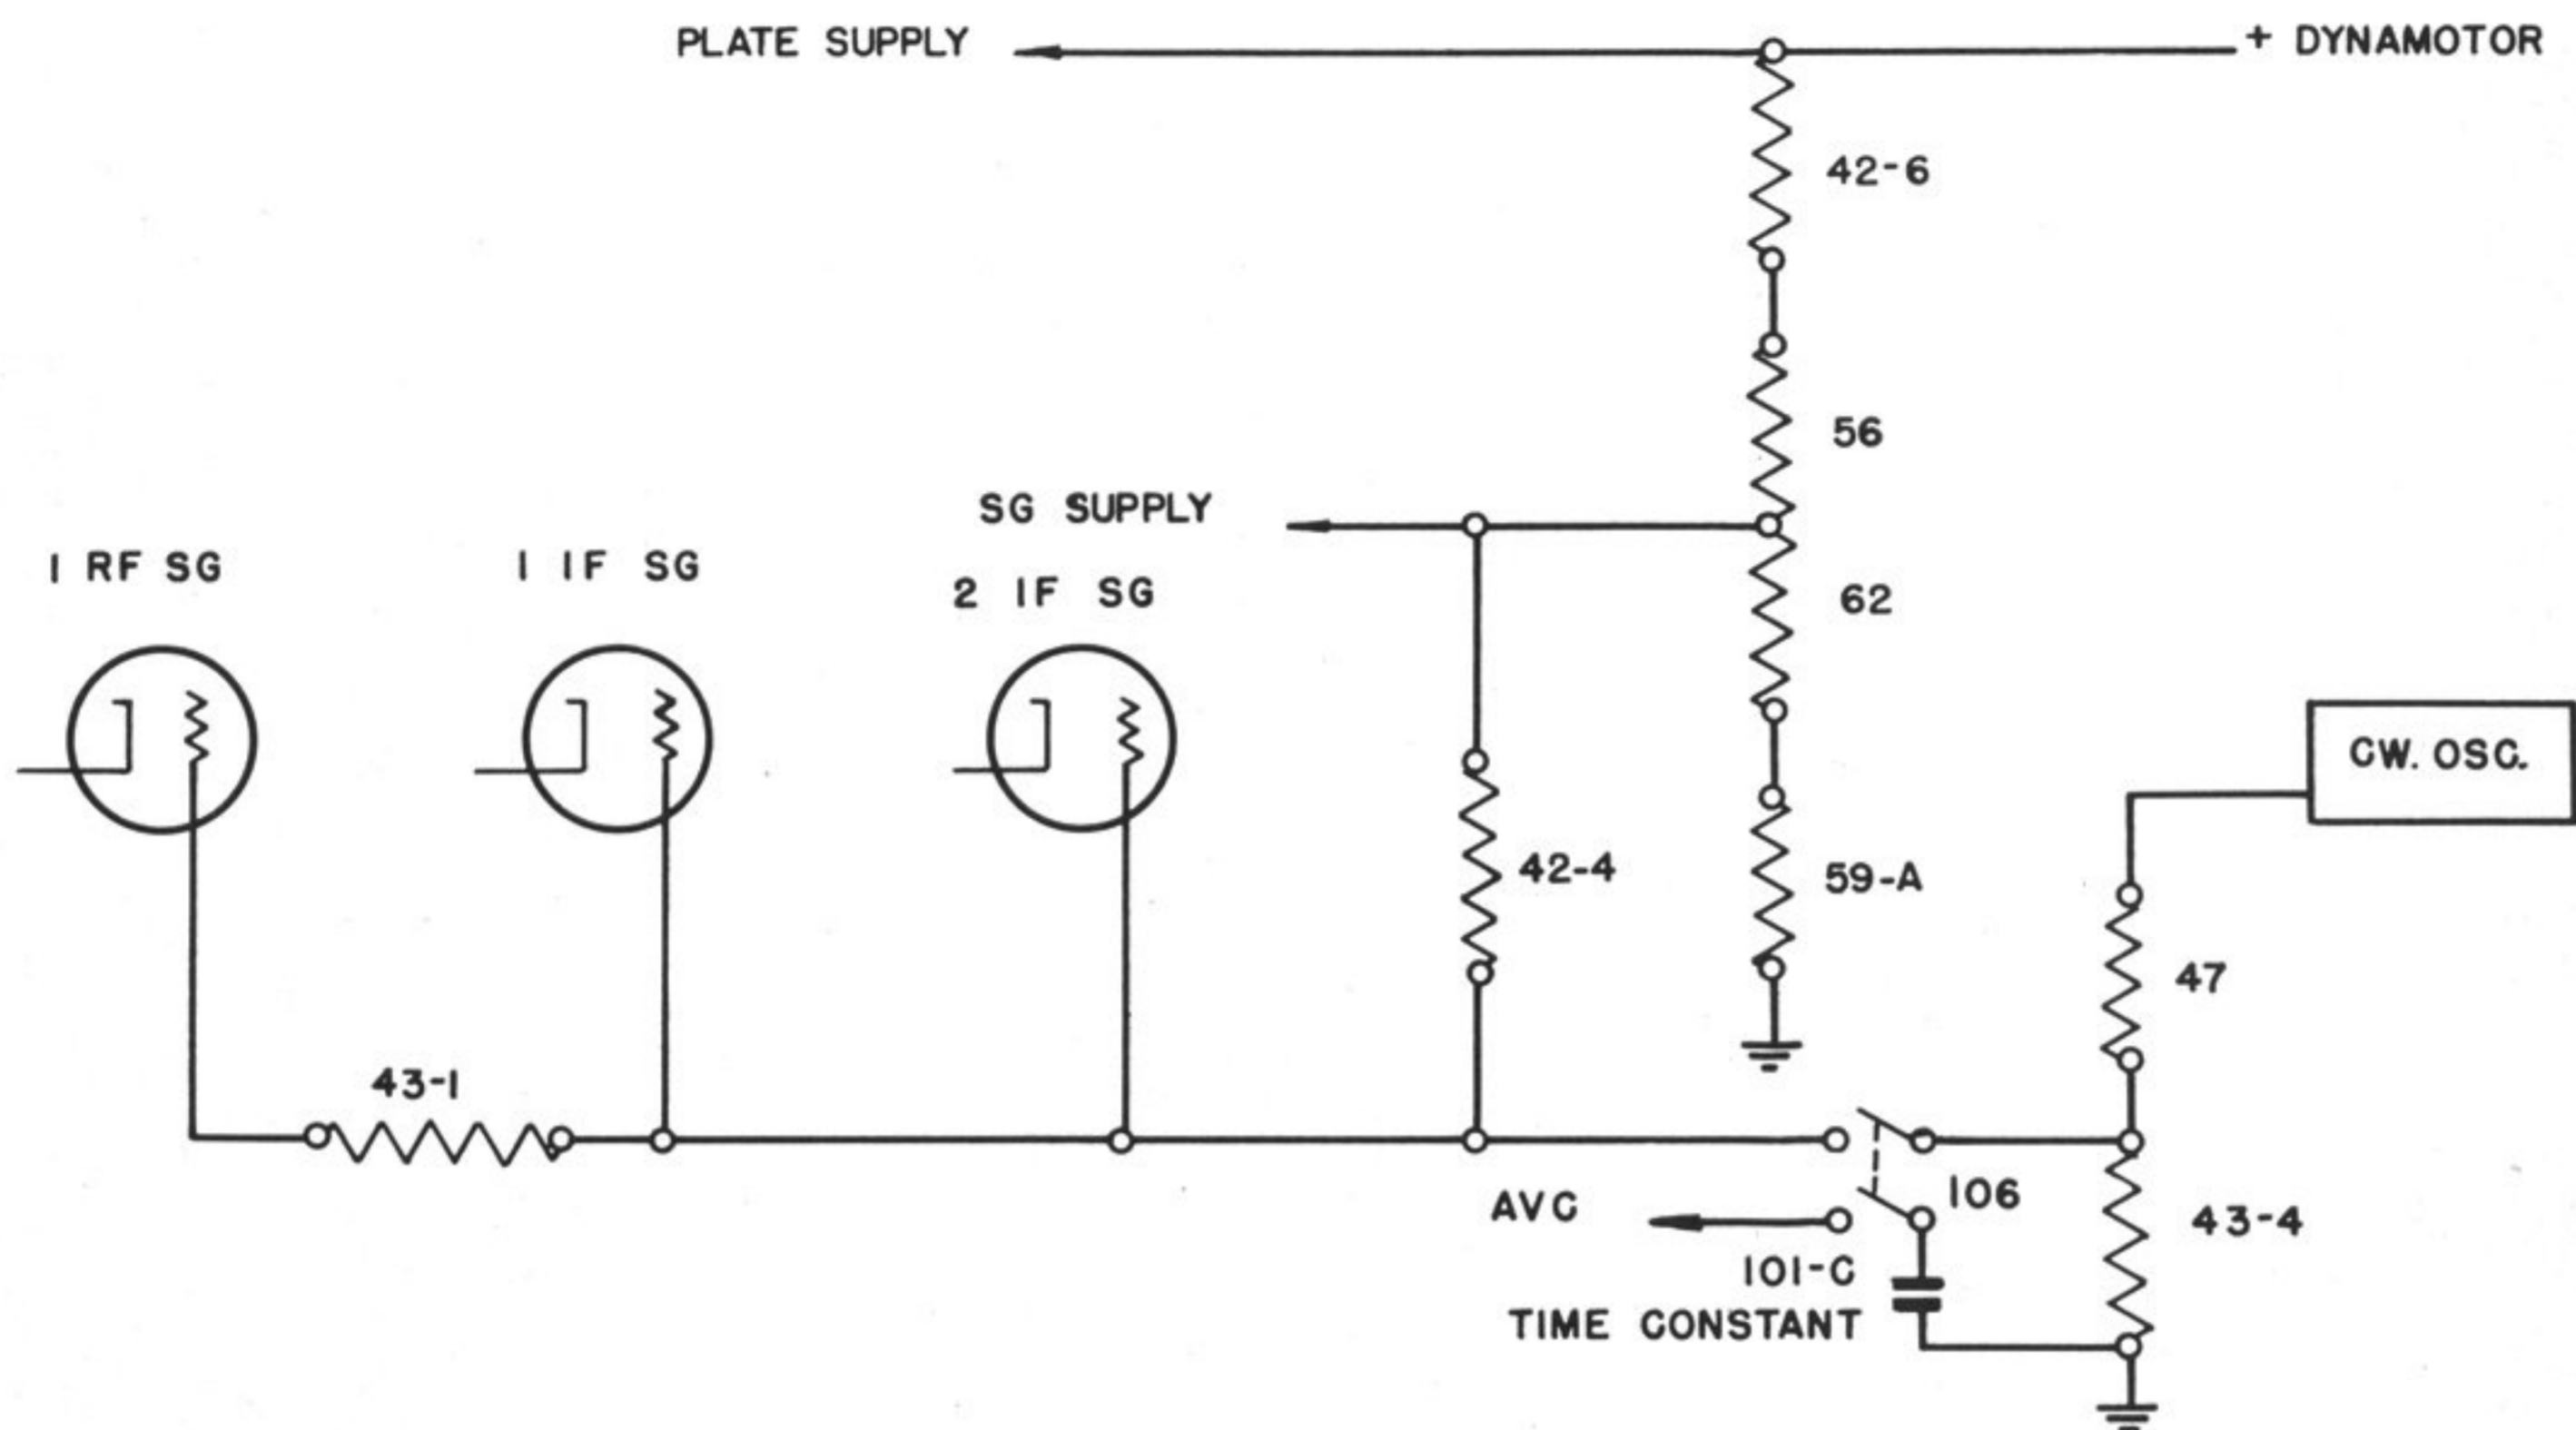 PLATE SUPPLY
+ DYNAMOTOR
42-6
56
SG SUPPLY
1 RF SG
1 IF SG
2 IF SG
62
CW. OSC.
42-4
59-A
47
43-1
AVC
106
43-4
101-C
TIME CONSTANT